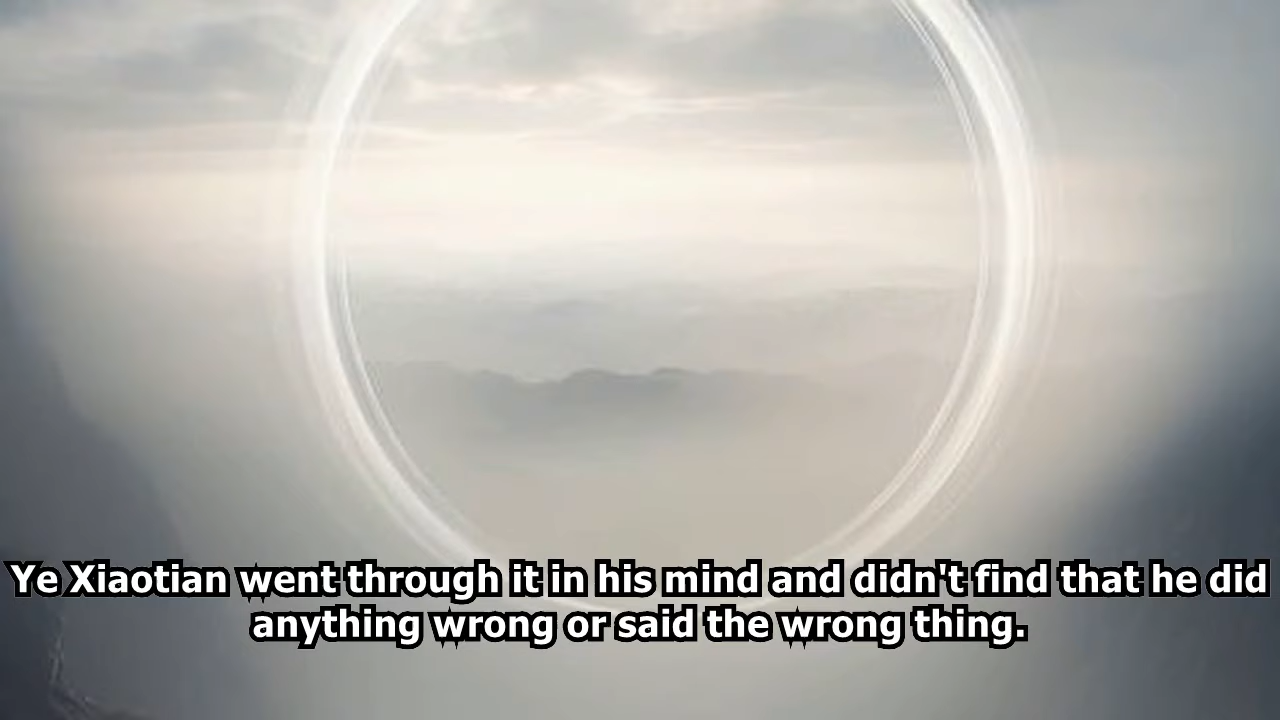 Ye Xiaotian went through it in his mind and didn't find that he did
anything wrong or said the wrong thing.